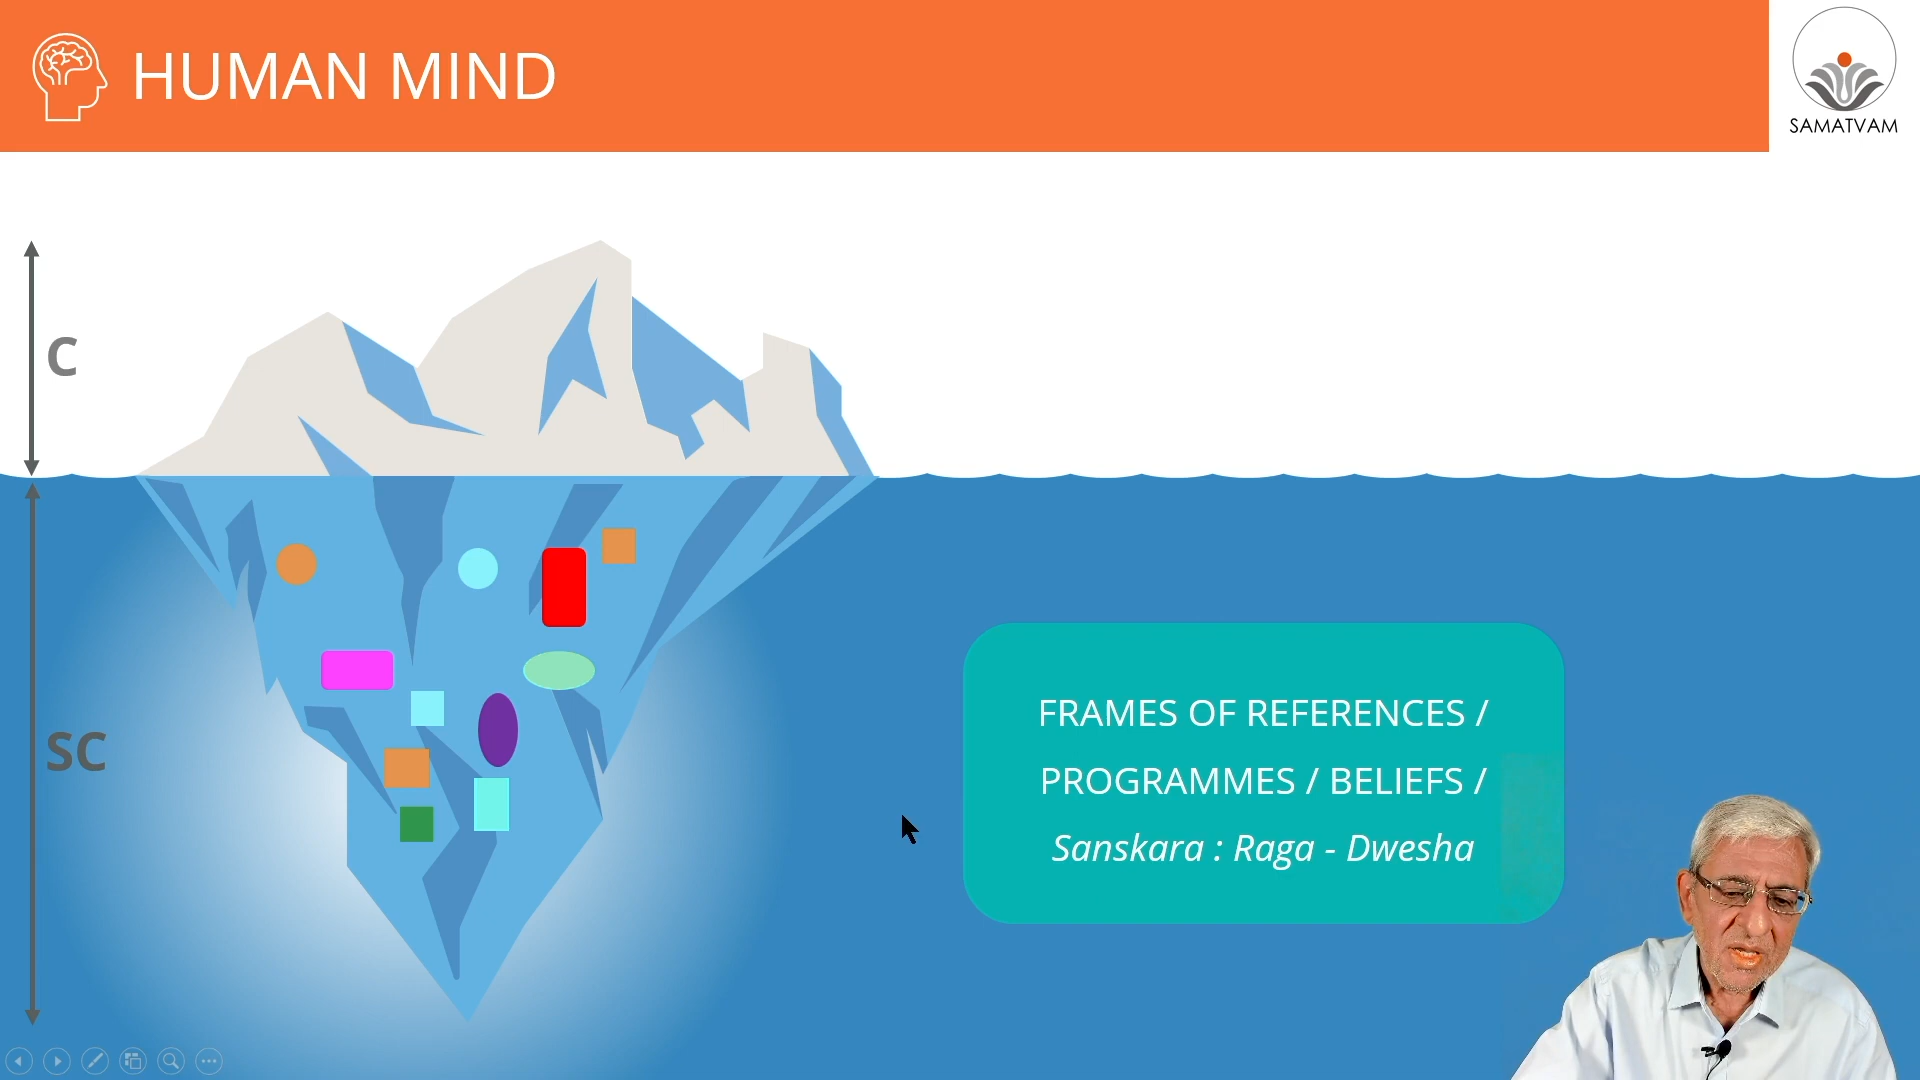 HUMAN MIND
SAMATVAM
C
SC
FRAMES OF REFERENCES /
PROGRAMMES / BELIEFS /
Sanskara : Raga - Dwesha